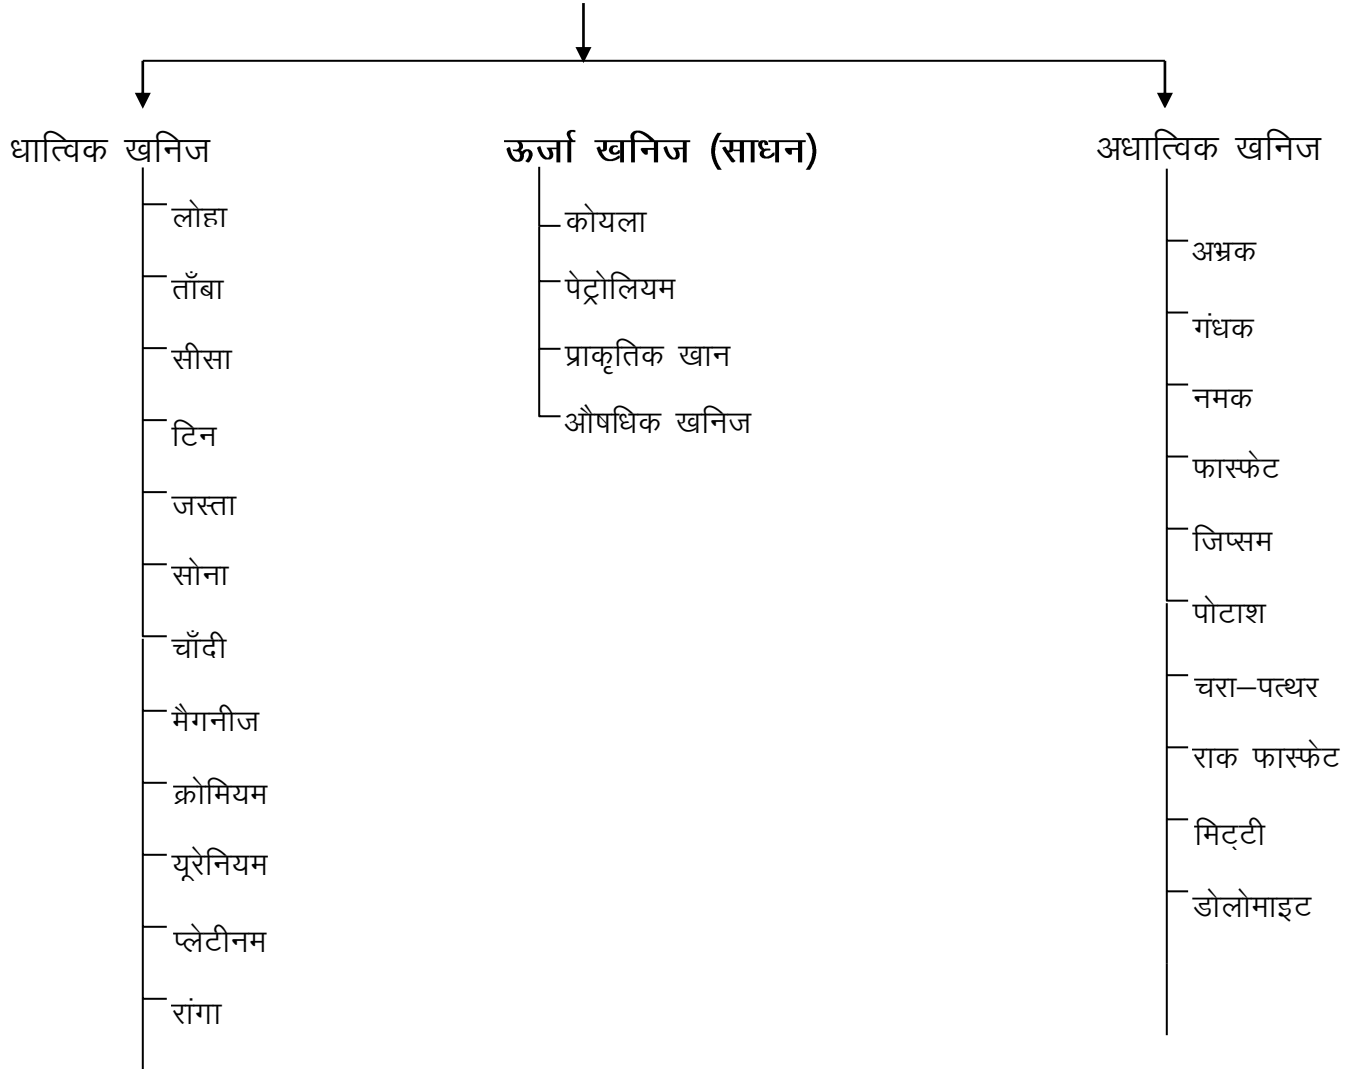 धात्विक खनिज
लोहा
ताँबा
सीसा
टिन
जस्ता
सोना
चाँदी
मैगनीज
क्रोमियम
यूरेनियम
प्लेटीनम
रांगा
ऊर्जा खनिज (साधन)
कोयला
पेट्रोलियम
प्राकृतिक खान
औषधिक खनिज
अधात्विक खनिज
अभ्रक
गंधक
नमक
फास्फेट
जिप्सम
पोटाश
चरा–पत्थर
राक फास्फेट
मिट्टी
डोलोमाइट